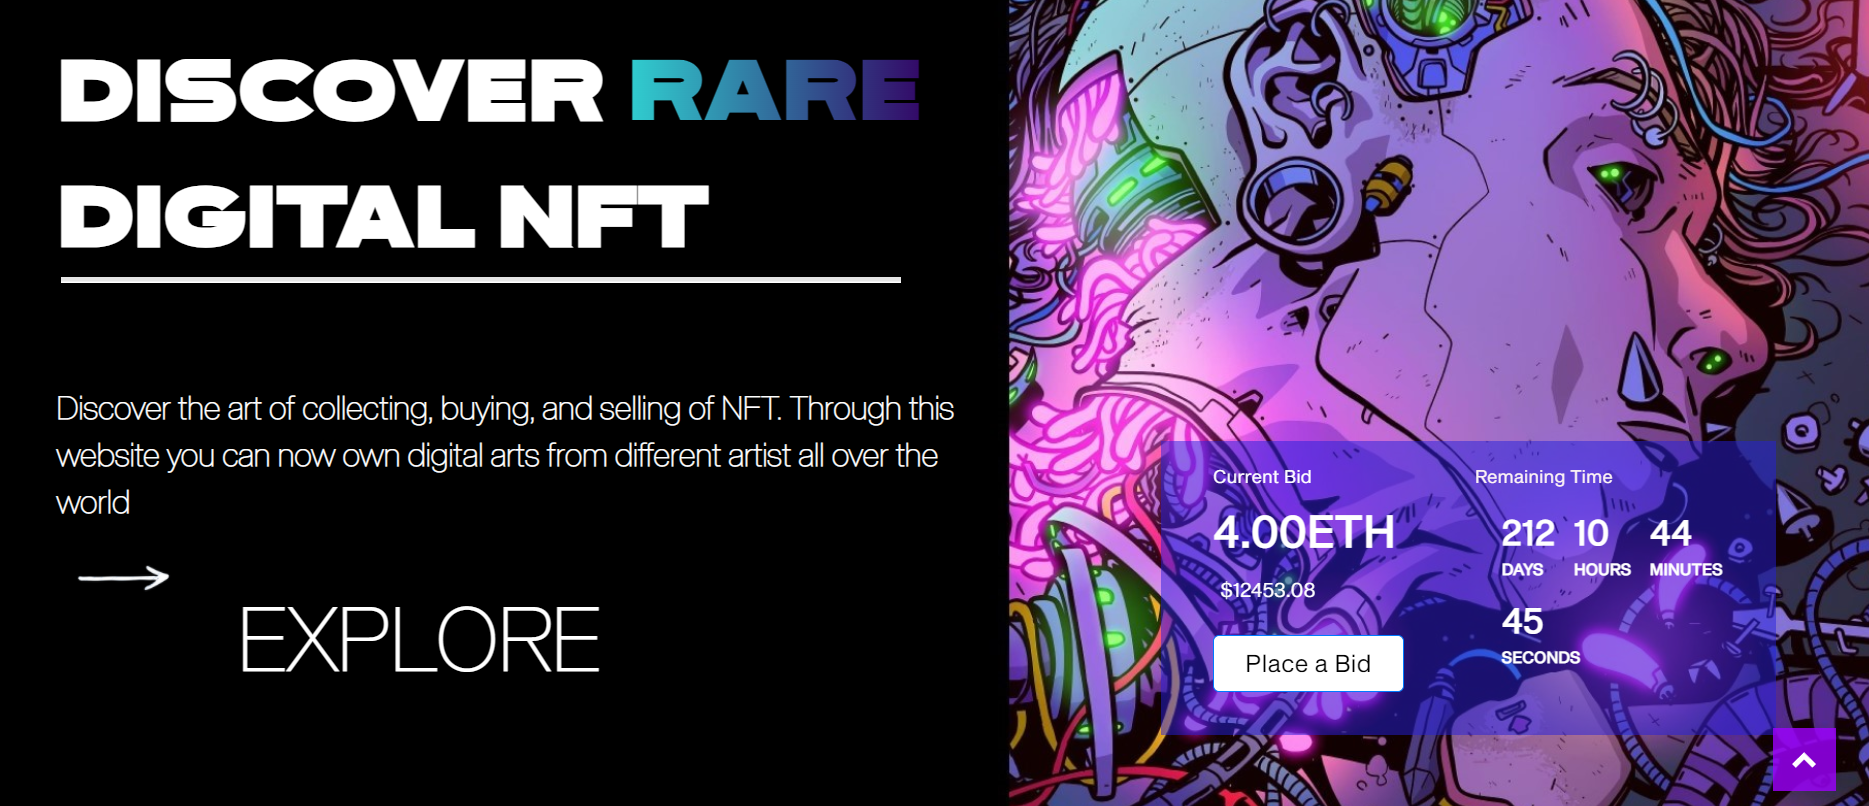 DISCOVER RARE
DIGITAL NFT
Discover the art of collecting, buying, and selling of NFT. Through this
website you can now own digital arts from different artist all over the
world
EXPLORE
Current Bid
4.00ETH
$12453.08
Place a Bid
Remaining Time
212 10 44
DAYS HOURS MINUTES
45
SECONDS